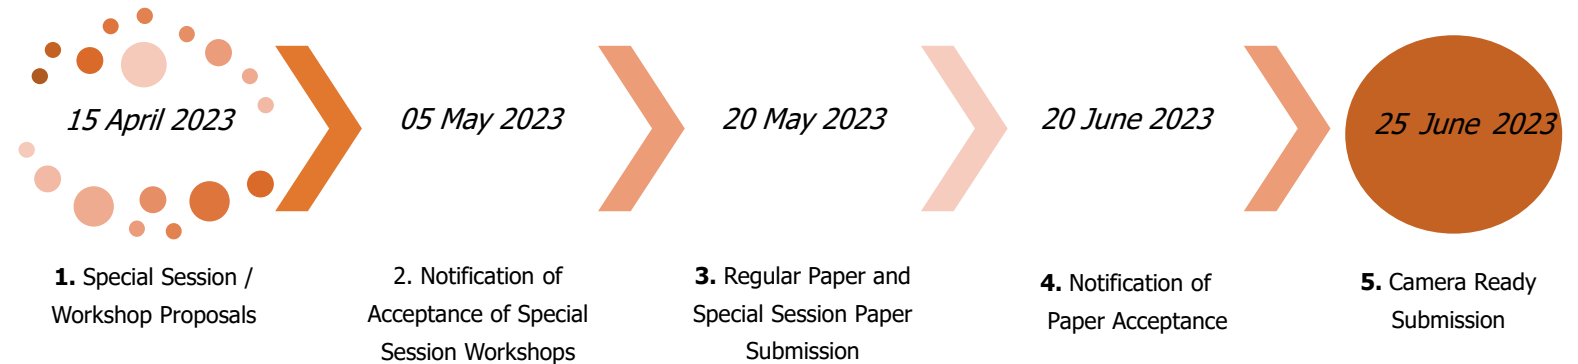 15 April 2023
05 May 2023
20 May 2023
20 June 2023
25 June 2023
1. Special Session /
Workshop Proposals
2. Notification of
Acceptance of Special
Session Workshops
3. Regular Paper and
Special Session Paper
Submission
4. Notification of
Paper Acceptance
5. Camera Ready
Submission